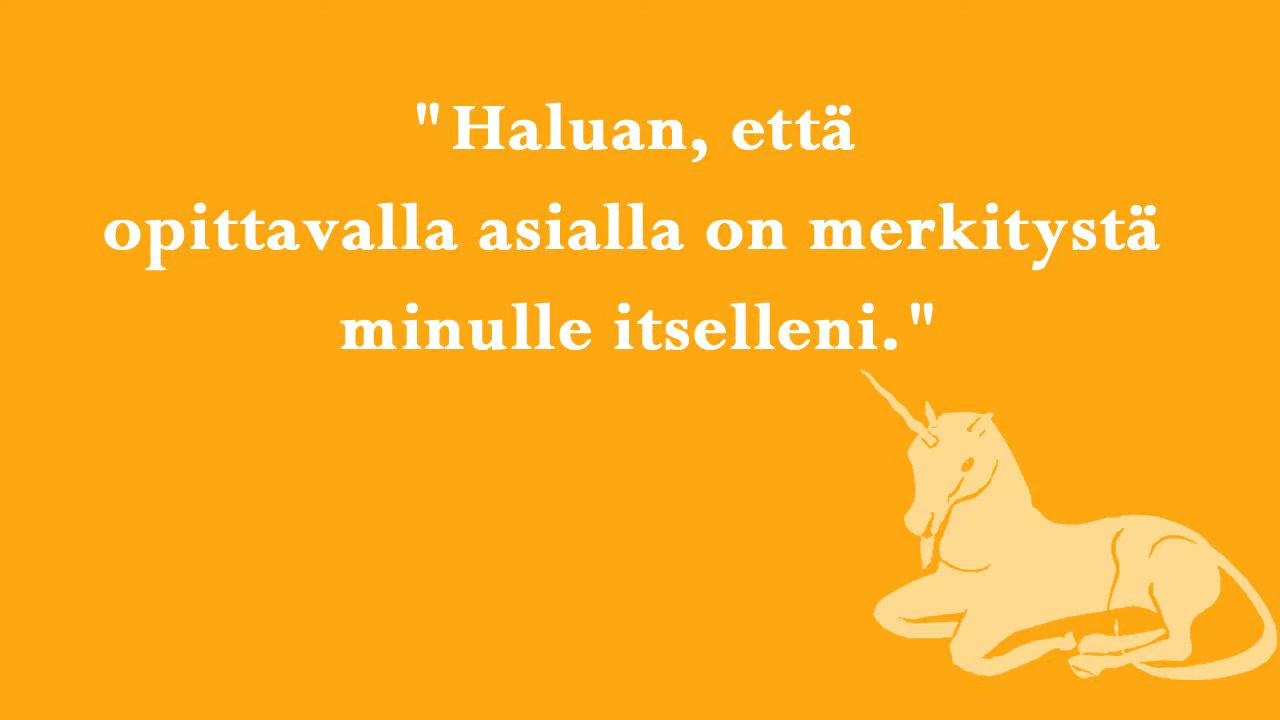 "Haluan, että
opittavalla asialla on merkitystä
minulle itselleni."